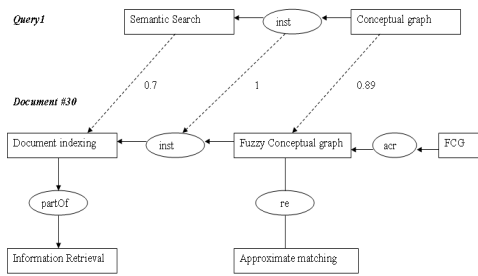 Query1
Semantic Search
inst
Conceptual graph
0.7
1
0.89
Document #30
Document indexing
inst
Fuzzy Conceptual graph
acr
FCG
partOf
re
Information Retrieval
Approximate matching